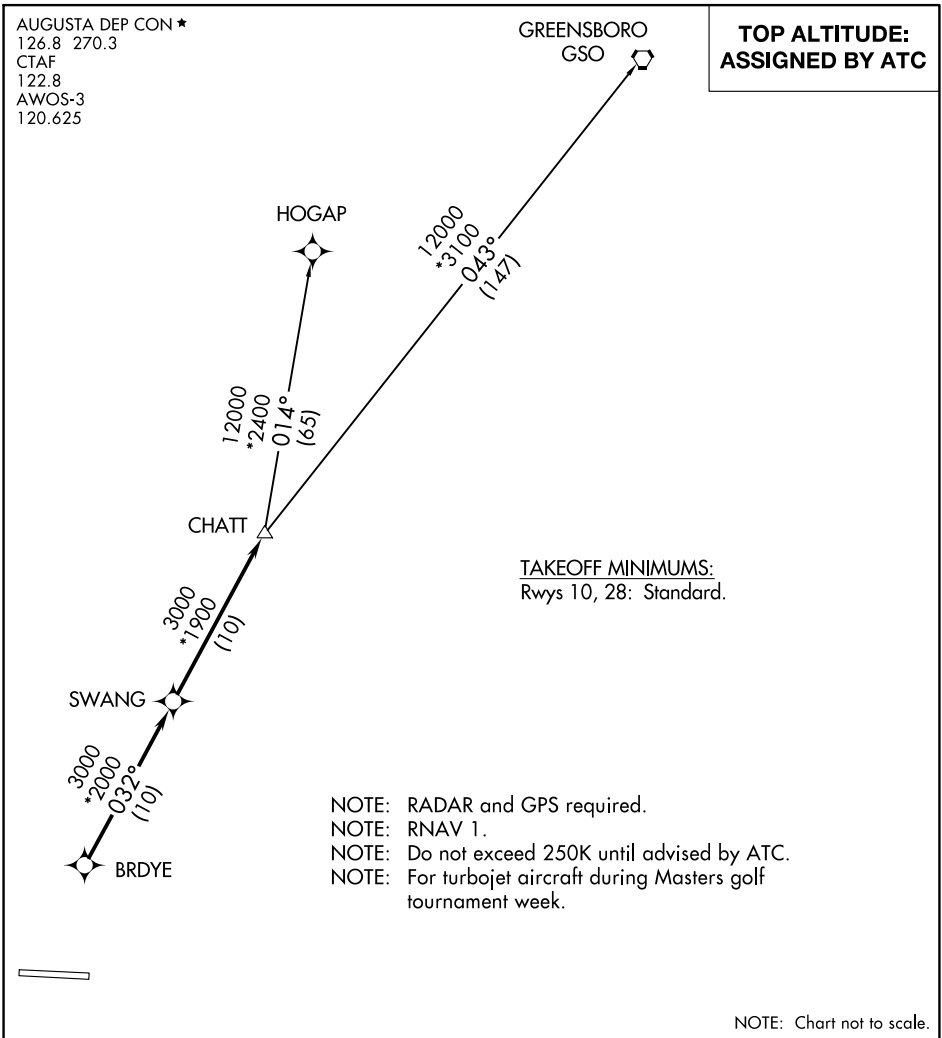 AUGUSTA DEP CON ★
126.8 270.3
CTAF
122.8
AWOS-3
120.625
GREENSBORO
GSO
TOP ALTITUDE:
ASSIGNED BY ATC
HOGAP
12000
*3100
043°
(147)
12000
*2400
014°
(65)
CHATT
TAKEOFF MINIMUMS:
Rwys 10, 28: Standard.
3000
*1900
(10)
SWANG
3000
*2000
032°
(10)
BRDYE
NOTE: RADAR and GPS required.
NOTE: RNAV 1.
NOTE: Do not exceed 250K until advised by ATC.
NOTE: For turbojet aircraft during Masters golf
tournament week.
NOTE: Chart not to scale.